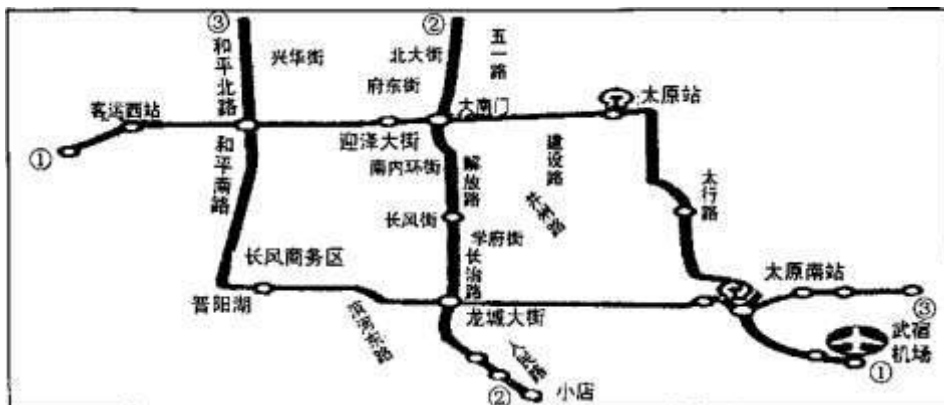 ③
②
和平北路
兴华街
北大街
五一路
府东街
大南门
太原站
客运西站
①
迎泽大街
和平南路
南内环街
解放路
建设路
太行路
长风街
学府街
长风商务区
长治路
太原南站
晋阳湖
龙城大街
③
武宿
机场
①
②
小店